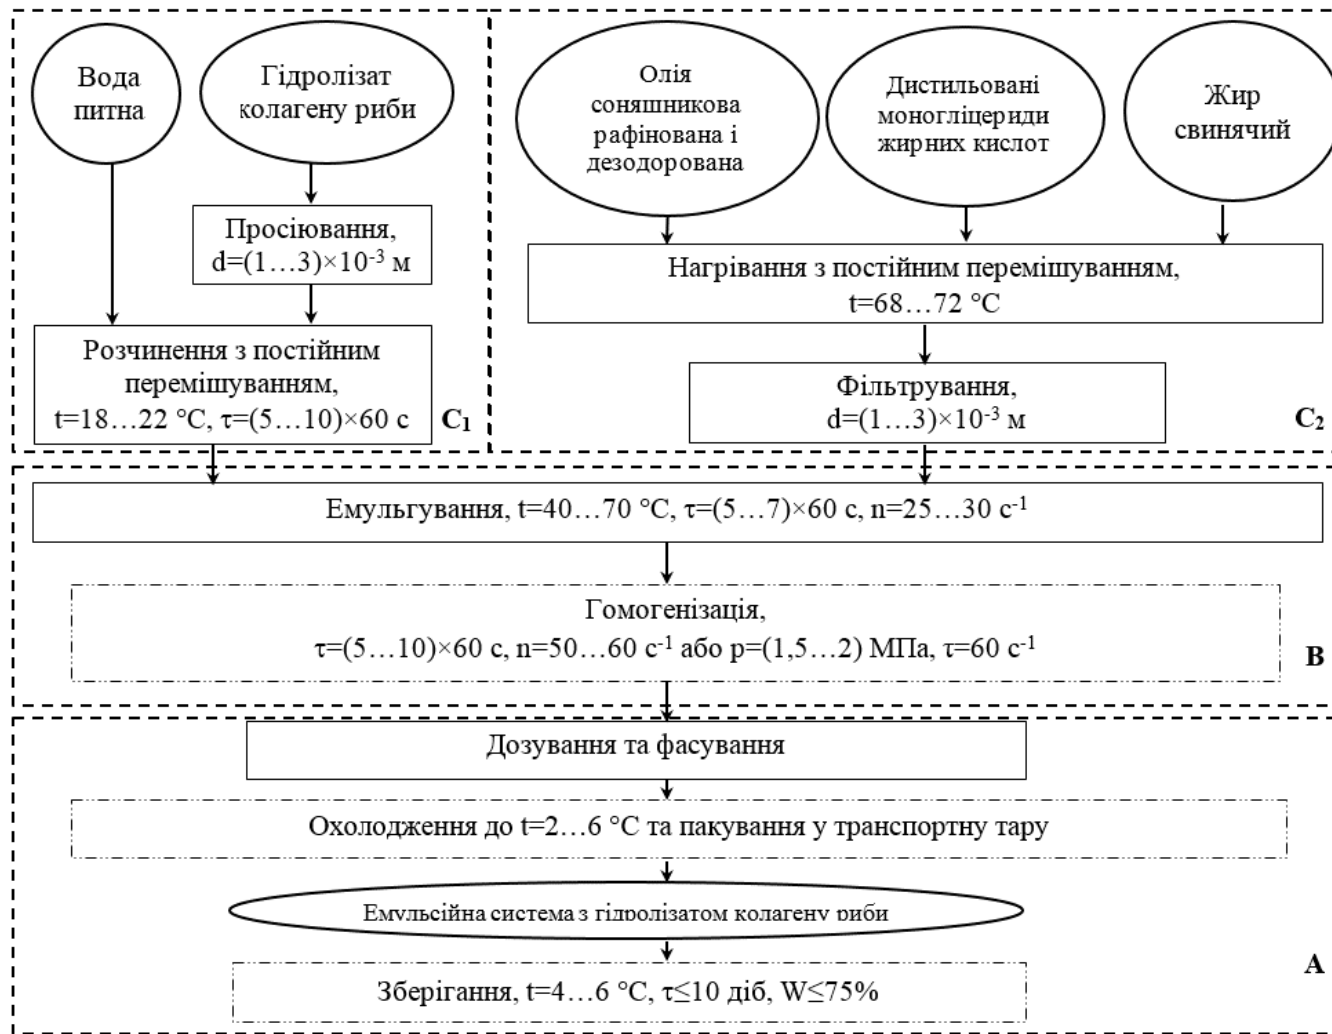 Вода
питна
Гідролізат
колагену риби
Олія
соняшникова
рафінована і
дезодорована
Дистильовані
моногліцериди
жирних кислот
Жир
свинячий
Просіювання,
d=(1…3)×10⁻³ м
Нагрівання з постійним перемішуванням,
t=68…72 °С
Розчинення з постійним
перемішуванням,
t=18…22 °С, τ=(5…10)×60 с
С₁
Фільтрування,
d=(1…3)×10⁻³ м
С₂
Емульгування, t=40…70 °С, τ=(5…7)×60 с, n=25…30 с⁻¹
Гомогенізація,
τ=(5…10)×60 с, n=50…60 с⁻¹ або р=(1,5…2) МПа, τ=60 с⁻¹
В
Дозування та фасування
Охолодження до t=2…6 °С та пакування у транспортну тару
Емульсійна система з гідролізатом колагену риби
Зберігання, t=4…6 °С, τ≤10 діб, W≤75%
А